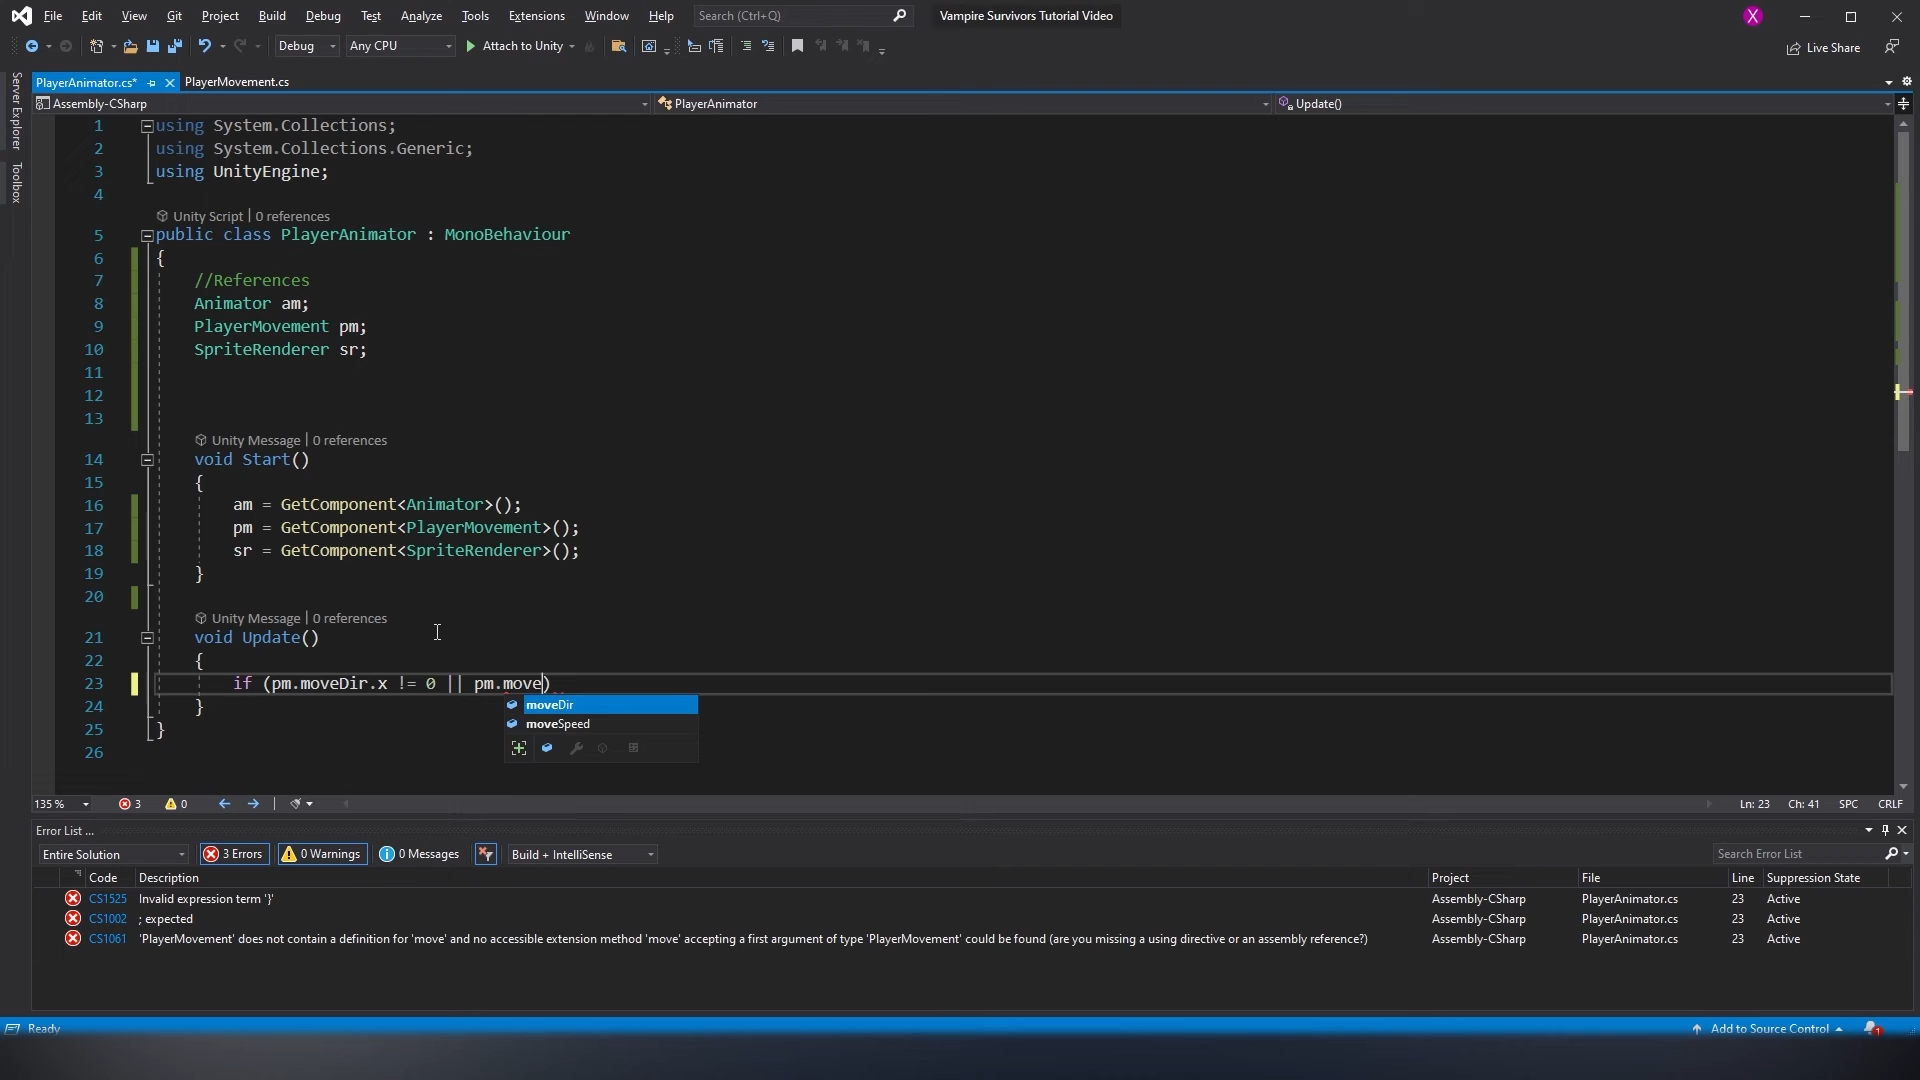 File Edit View Git Project Build Debug Test Analyze Tools Extensions Window Help Search (Ctrl+Q) Vampire Survivors Tutorial Video X
Debug Any CPU Attach to Unity Live Share
Server Explorer
Toolbox
PlayerAnimator.cs* PlayerMovement.cs
Assembly-CSharp PlayerAnimator Update()
1 using System.Collections;
2 using System.Collections.Generic;
3 using UnityEngine;
4
Unity Script | 0 references
5 public class PlayerAnimator : MonoBehaviour
6 {
7 //References
8 Animator am;
9 PlayerMovement pm;
10 SpriteRenderer sr;
11
12
13
Unity Message | 0 references
14 void Start()
15 {
16 am = GetComponent<Animator>();
17 pm = GetComponent<PlayerMovement>();
18 sr = GetComponent<SpriteRenderer>();
19 }
20
Unity Message | 0 references
21 void Update()
22 {
23 if (pm.moveDir.x != 0 || pm.move)
24 }
25 }
26
moveDir
moveSpeed
135 % 3 0 Ln: 23 Ch: 41 SPC CRLF
Error List ...
Entire Solution 3 Errors 0 Warnings 0 Messages Build + IntelliSense Search Error List
Code Description Project File Line Suppression State
CS1525 Invalid expression term '}' Assembly-CSharp PlayerAnimator.cs 23 Active
CS1002 ; expected Assembly-CSharp PlayerAnimator.cs 23 Active
CS1061 'PlayerMovement' does not contain a definition for 'move' and no accessible extension method 'move' accepting a first argument of type 'PlayerMovement' could be found (are you missing a using directive or an assembly reference?) Assembly-CSharp PlayerAnimator.cs 23 Active
Ready Add to Source Control 1